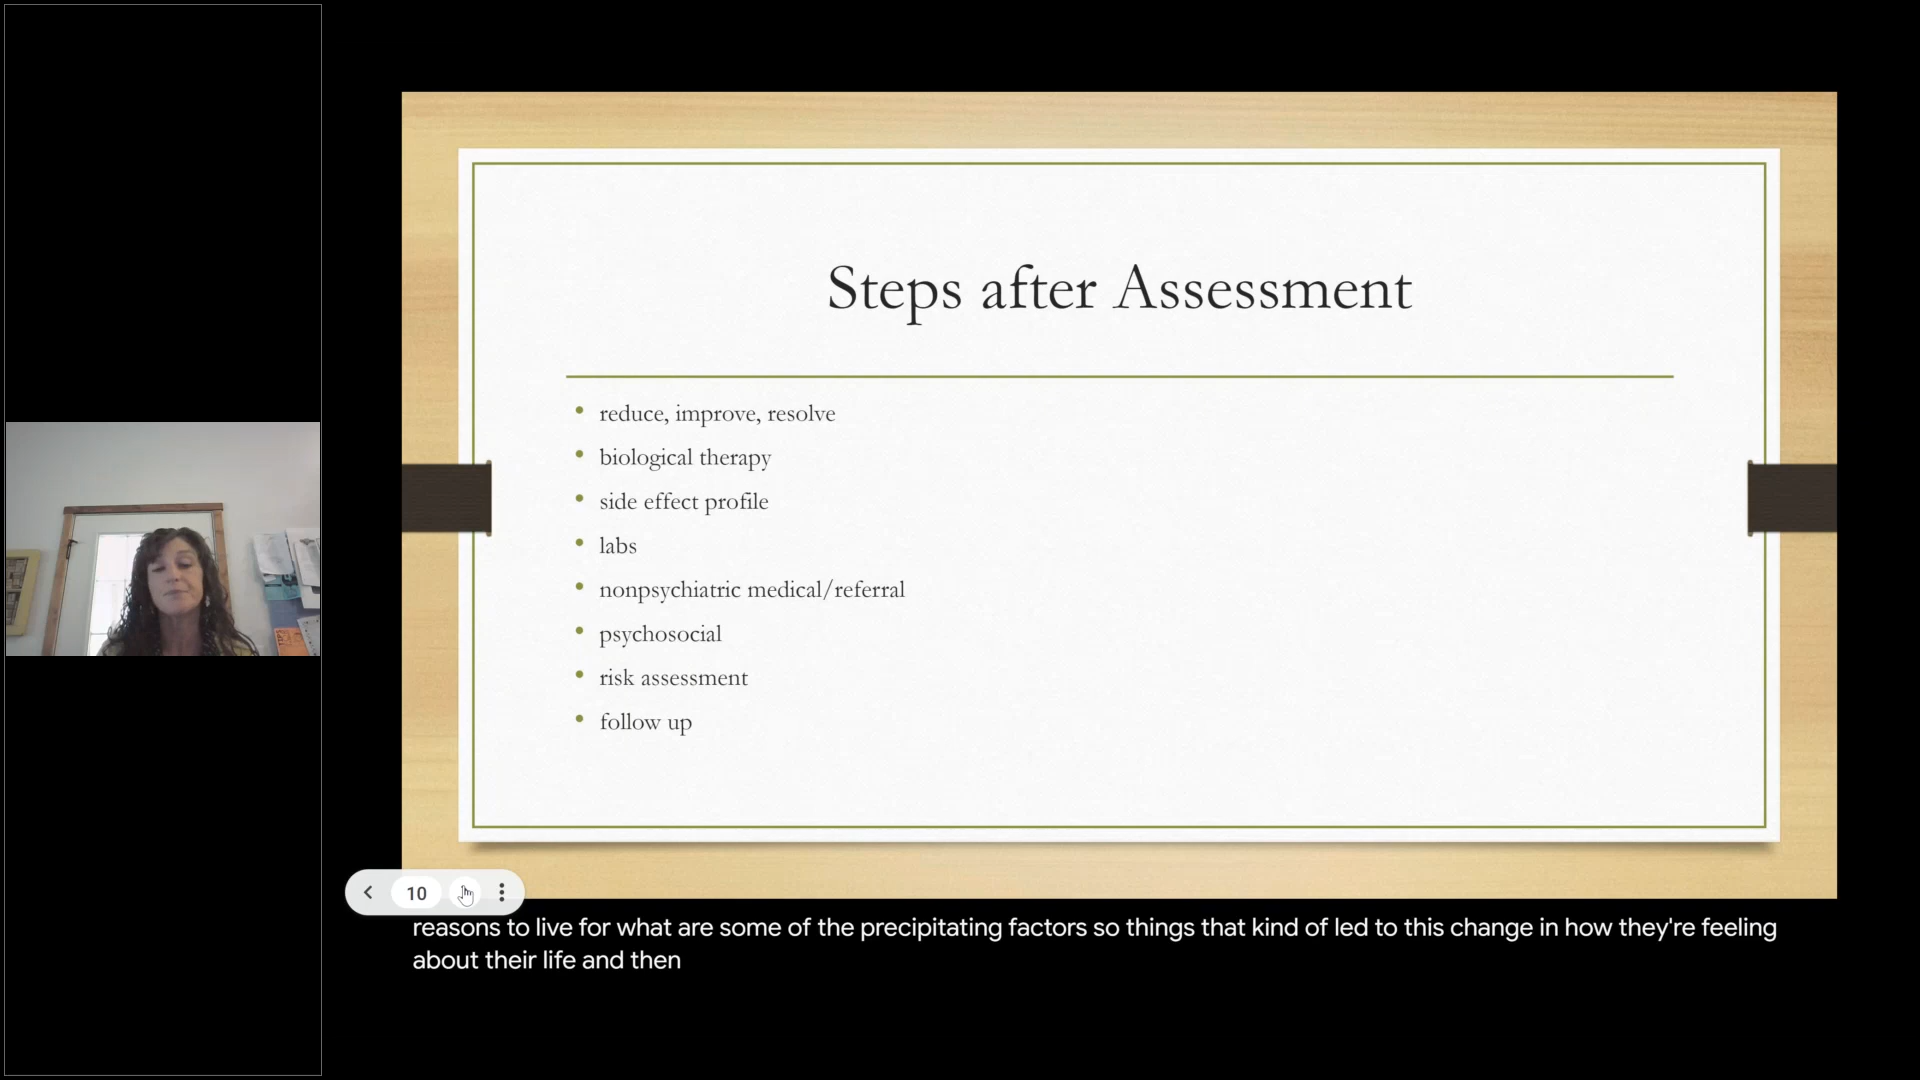 Steps after Assessment
• reduce, improve, resolve
• biological therapy
• side effect profile
• labs
• nonpsychiatric medical/referral
• psychosocial
• risk assessment
• follow up
10
reasons to live for what are some of the precipitating factors so things that kind of led to this change in how they're feeling
about their life and then